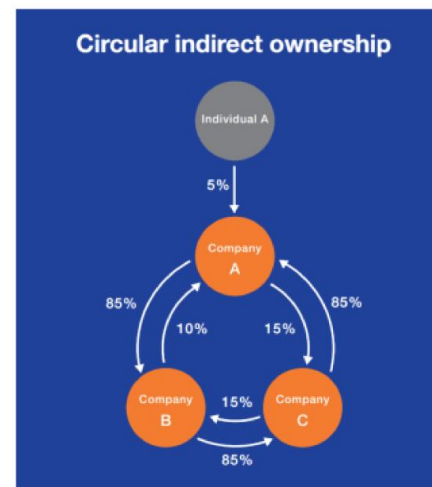 Circular indirect ownership
Individual A
5%
Company
A
85%
10%
15%
85%
Company
B
15%
Company
C
85%